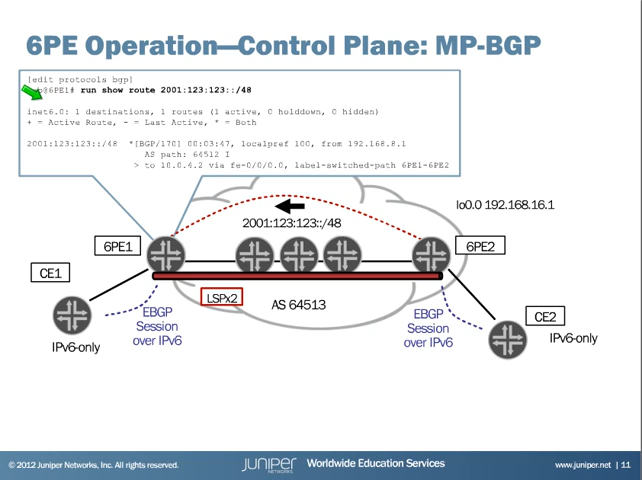 6PE Operation—Control Plane: MP-BGP
[edit protocols bgp]
@6PE1# run show route 2001:123:123::/48
inet6.0: 1 destinations, 1 routes (1 active, 0 holddown, 0 hidden)
+ = Active Route, - = Last Active, * = Both
2001:123:123::/48 *[BGP/170] 00:03:47, localpref 100, from 192.168.8.1
AS path: 64512 I
> to 10.0.4.2 via fe-0/0/0.0, label-switched-path 6PE1-6PE2
lo0.0 192.168.16.1
2001:123:123::/48
6PE1
6PE2
CE1
LSPx2
AS 64513
EBGP
Session
over IPv6
EBGP
Session
over IPv6
CE2
IPv6-only
IPv6-only
© 2012 Juniper Networks, Inc. All rights reserved.
JUNIPER
NETWORKS
Worldwide Education Services
www.juniper.net | 11